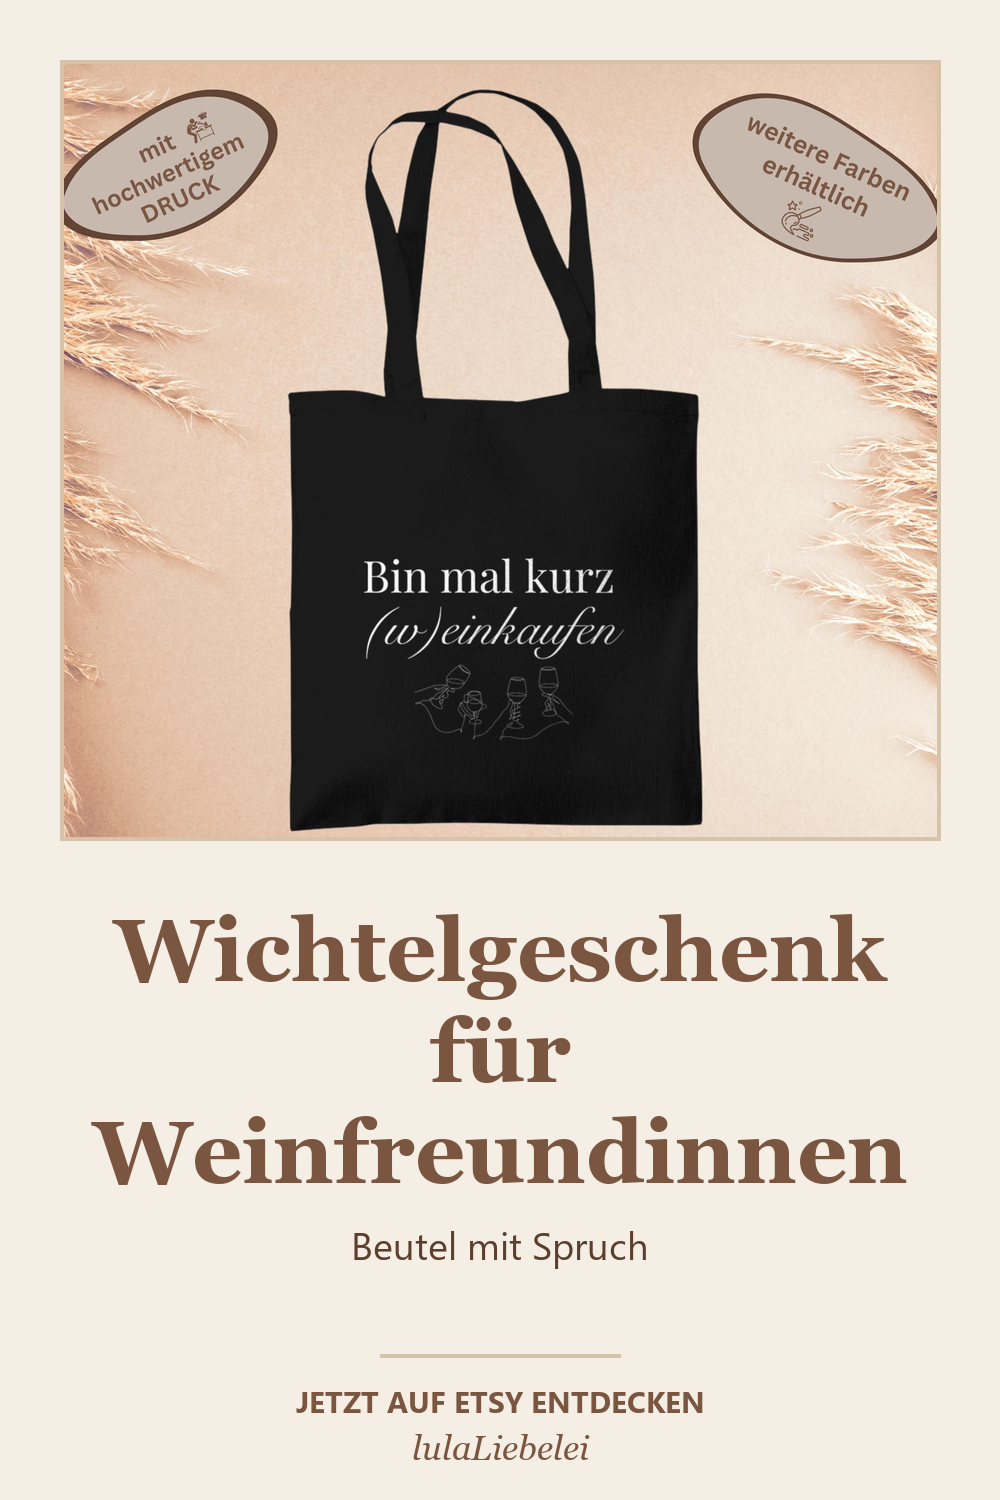 mit
hochwertigem
DRUCK
weitere Farben
erhältlich
Bin mal kurz
(w)einkaufen
Wichtelgeschenk
für
Weinfreundinnen
Beutel mit Spruch
JETZT AUF ETSY ENTDECKEN
lulaLiebelei